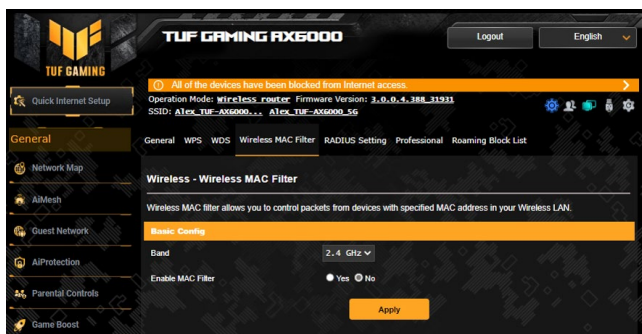 TUF GAMING AX6000
Logout
English
TUF GAMING
All of the devices have been blocked from Internet access.
Quick Internet Setup
Operation Mode: Wireless router Firmware Version: 3.0.0.4.388_31931
SSID: Alex_TUF-AX6000... Alex_TUF-AX6000_5G
General
General WPS WDS Wireless MAC Filter RADIUS Setting Professional Roaming Block List
Network Map
Wireless - Wireless MAC Filter
AiMesh
Wireless MAC filter allows you to control packets from devices with specified MAC address in your Wireless LAN.
Guest Network
Basic Config
AiProtection
Band 2.4 GHz
Enable MAC Filter Yes No
Parental Controls
Apply
Game Boost